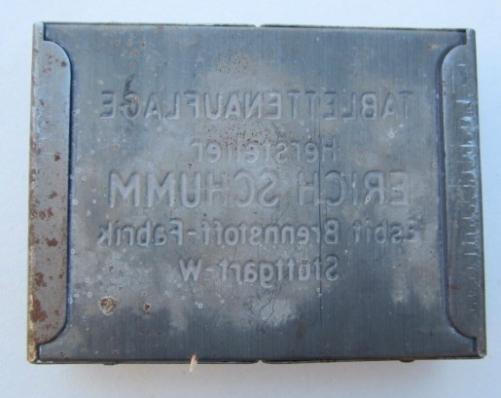 TABLETTENAUFLAGE
Hersteller
ERICH SCHUMM
Esbit Brennstoff-Fabrik
Stuttgart-W